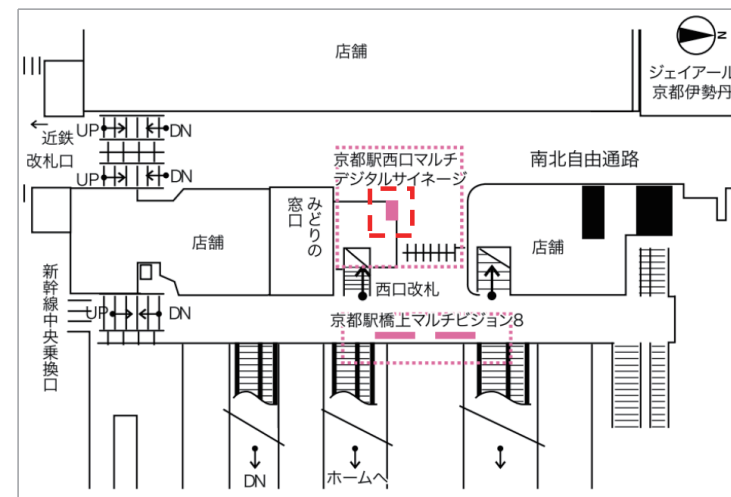 店舗
N
ジェイアール
京都伊勢丹
←
近鉄
改札口
UP
DN
UP
DN
京都駅西口マルチ
デジタルサイネージ
南北自由通路
みどりの
窓口
店舗
店舗
西口改札
新幹線中央乗換口
UP
DN
京都駅橋上マルチビジョン8
DN
ホームへ